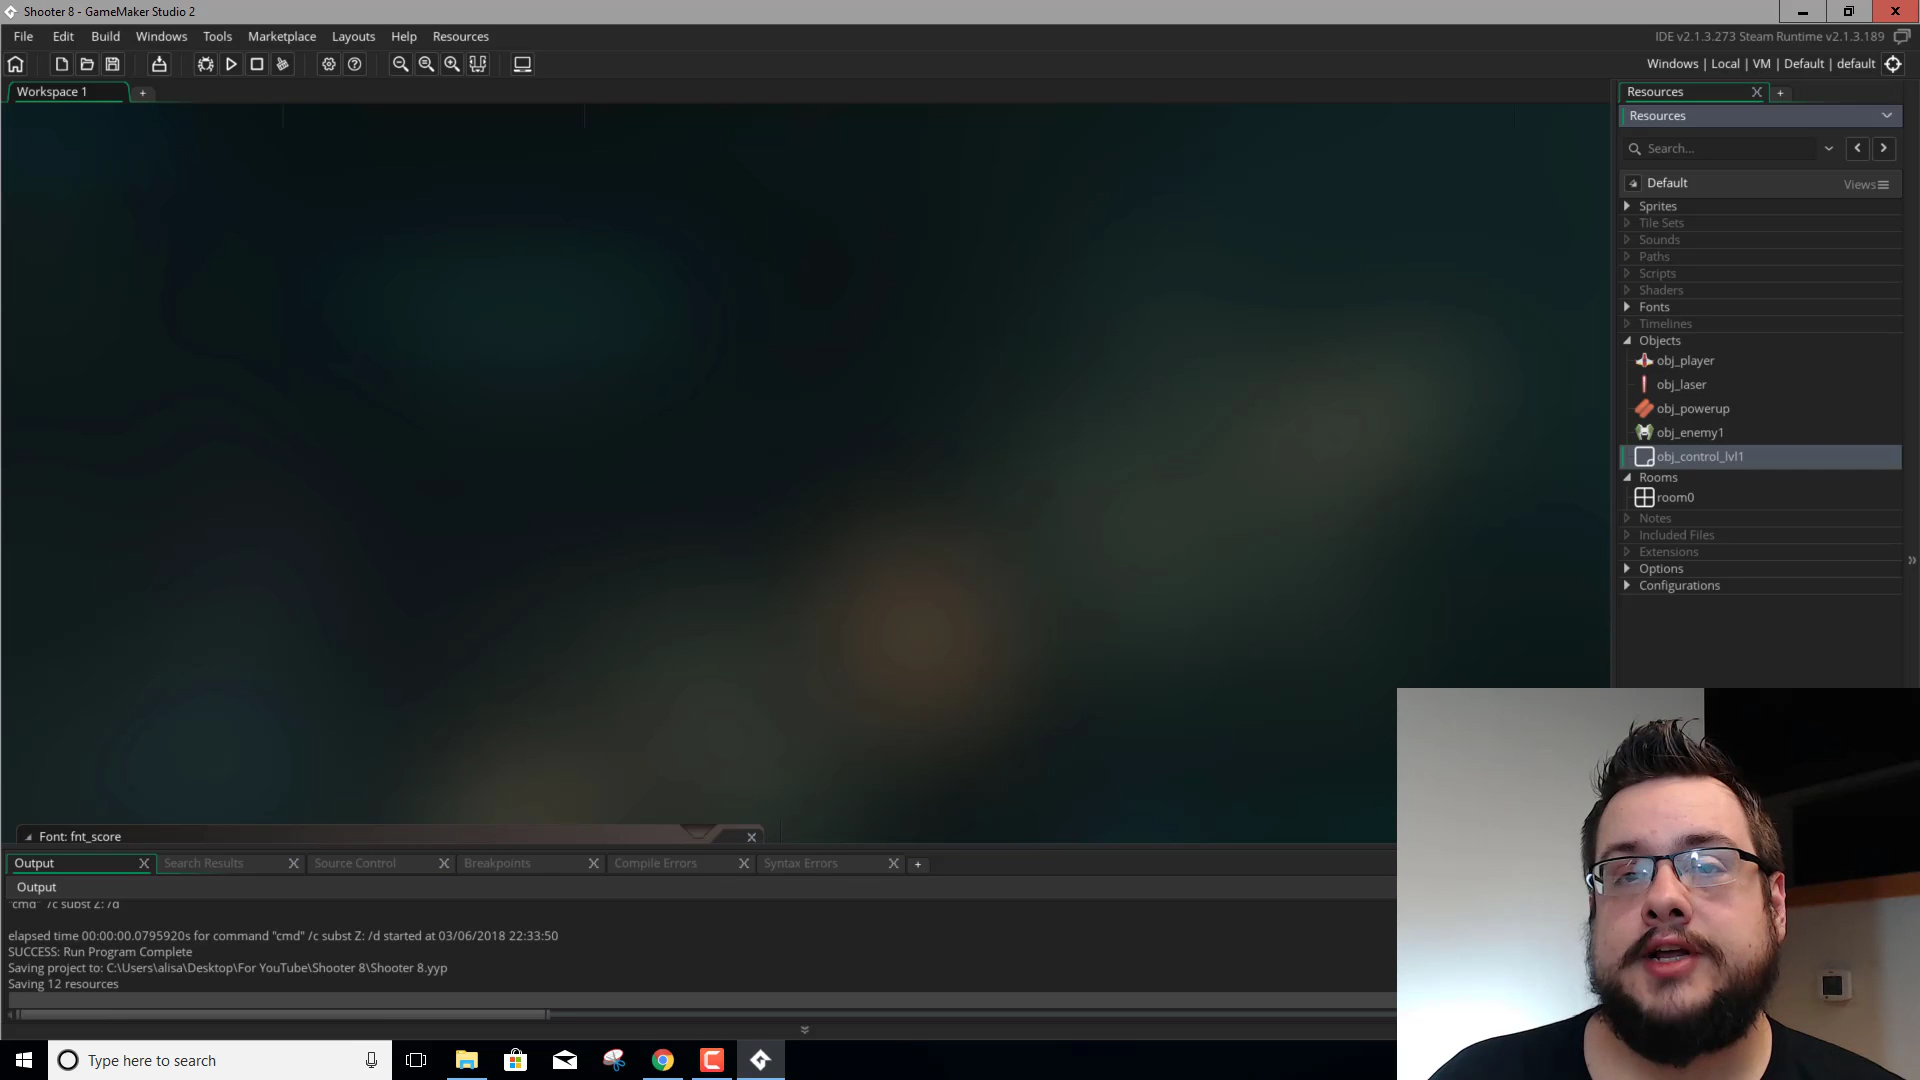 Shooter 8 - GameMaker Studio 2
File Edit Build Windows Tools Marketplace Layouts Help Resources
IDE v2.1.3.273 Steam Runtime v2.1.3.189
Windows | Local | VM | Default | default
Workspace 1
Resources
Resources
Search...
Default
Views
Sprites
Tile Sets
Sounds
Paths
Scripts
Shaders
Fonts
Timelines
Objects
obj_player
obj_laser
obj_powerup
obj_enemy1
obj_control_lvl1
Rooms
room0
Notes
Included Files
Extensions
Options
Configurations
Font: fnt_score
Output Search Results Source Control Breakpoints Compile Errors Syntax Errors
Output
"cmd" /c subst Z: /d
elapsed time 00:00:00.0795920s for command "cmd" /c subst Z: /d started at 03/06/2018 22:33:50
SUCCESS: Run Program Complete
Saving project to: C:\Users\alisa\Desktop\For YouTube\Shooter 8\Shooter 8.yyp
Saving 12 resources
Type here to search